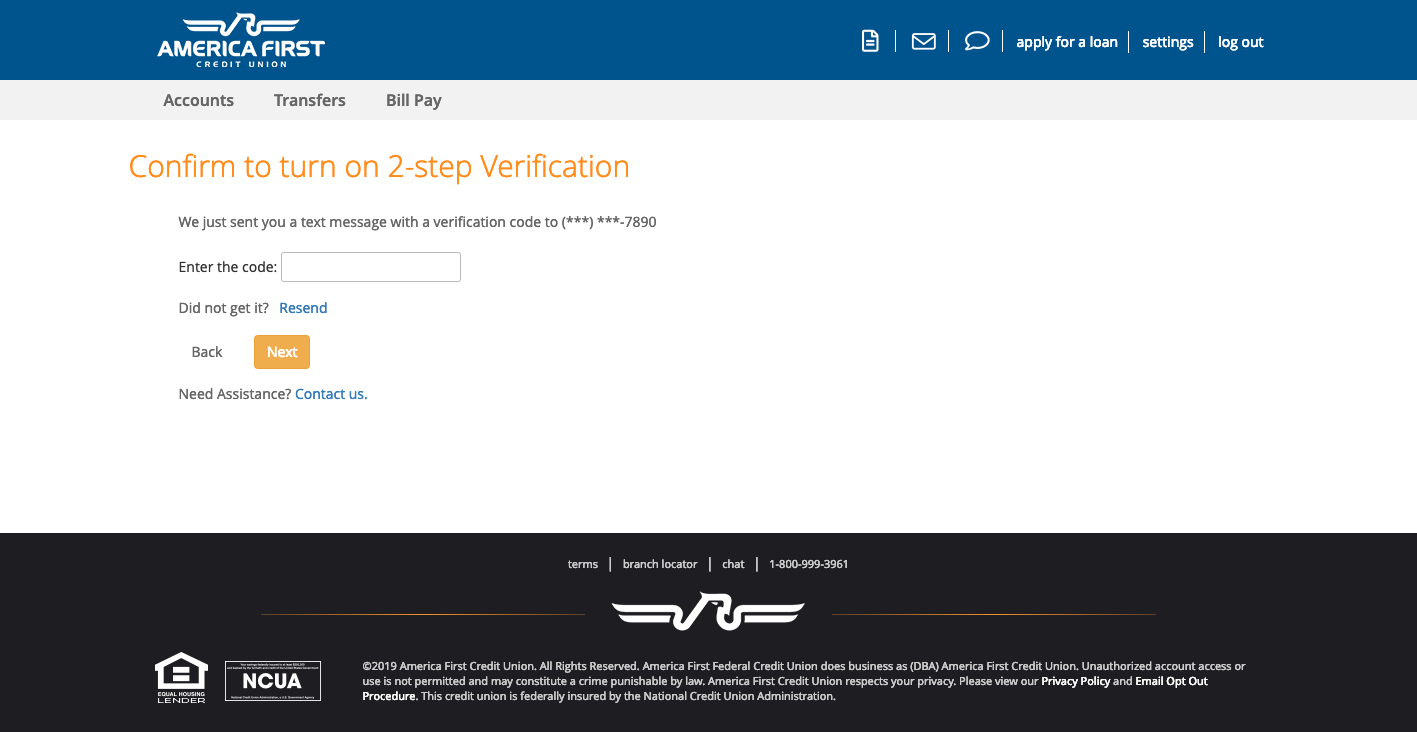 AMERICA FIRST
CREDIT UNION
apply for a loan
settings
log out
Accounts
Transfers
Bill Pay
Confirm to turn on 2-step Verification
We just sent you a text message with a verification code to (***) ***-7890
Enter the code:
Did not get it? Resend
Back
Next
Need Assistance? Contact us.
terms | branch locator | chat | 1-800-999-3961
EQUAL HOUSING
LENDER
NCUA
National Credit Union Administration, a U.S. Government Agency
©2019 America First Credit Union. All Rights Reserved. America First Federal Credit Union does business as (DBA) America First Credit Union. Unauthorized account access or
use is not permitted and may constitute a crime punishable by law. America First Credit Union respects your privacy. Please view our Privacy Policy and Email Opt Out
Procedure. This credit union is federally insured by the National Credit Union Administration.